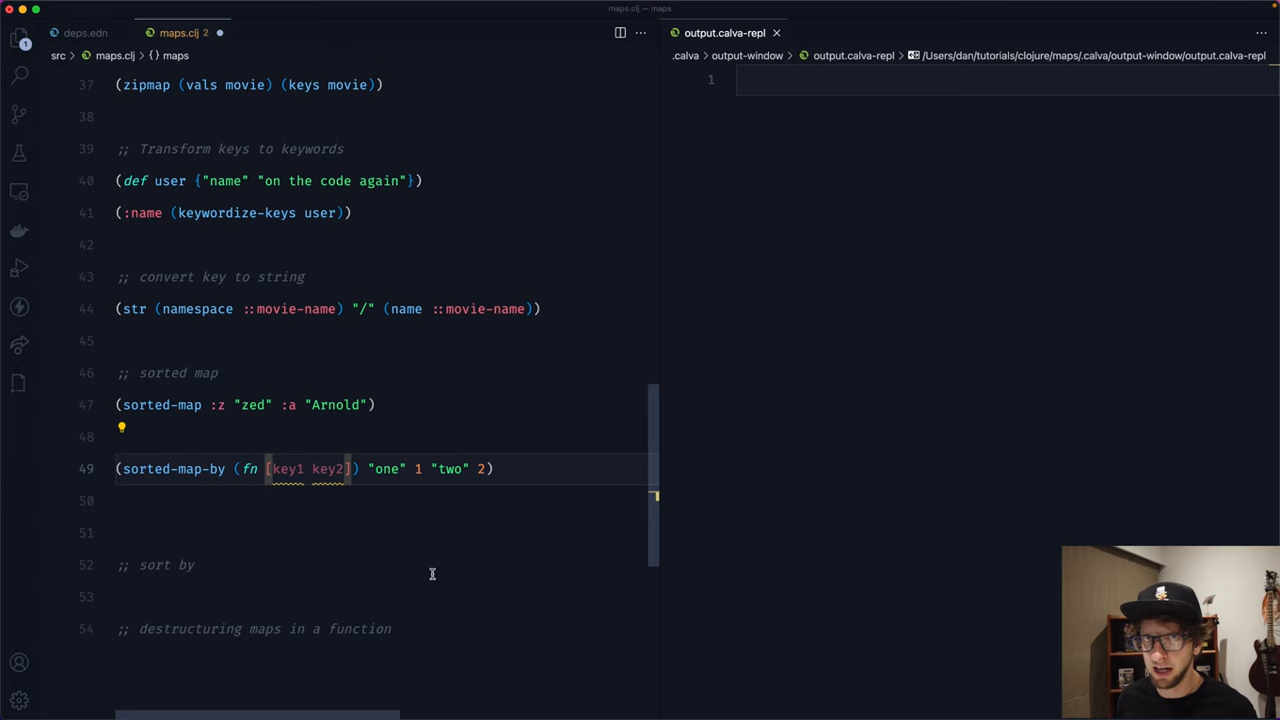 maps.clj — maps
deps.edn
maps.clj 2
output.calva-repl
src > maps.clj > {} maps
.calva > output-window > output.calva-repl > /Users/dan/tutorials/clojure/maps/.calva/output-window/output.calva-repl
1
1
37 (zipmap (vals movie) (keys movie))
38
39 ;; Transform keys to keywords
40 (def user {"name" "on the code again"})
41 (:name (keywordize-keys user))
42
43 ;; convert key to string
44 (str (namespace ::movie-name) "/" (name ::movie-name))
45
46 ;; sorted map
47 (sorted-map :z "zed" :a "Arnold")
48
49 (sorted-map-by (fn [key1 key2]) "one" 1 "two" 2)
50
51
52 ;; sort by
53
54 ;; destructuring maps in a function